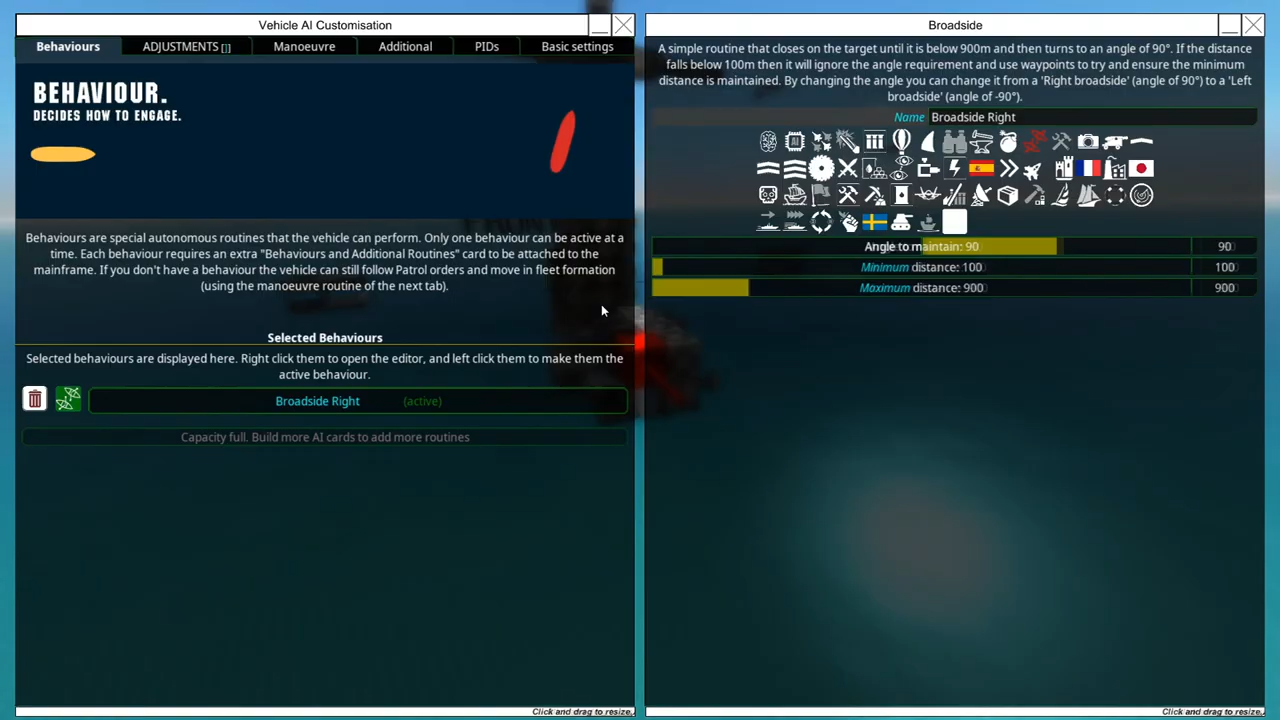 Vehicle AI Customisation
Behaviours
ADJUSTMENTS []
Manoeuvre
Additional
PIDs
Basic settings
BEHAVIOUR.
DECIDES HOW TO ENGAGE.
Behaviours are special autonomous routines that the vehicle can perform. Only one behaviour can be active at a
time. Each behaviour requires an extra "Behaviours and Additional Routines" card to be attached to the
mainframe. If you don't have a behaviour the vehicle can still follow Patrol orders and move in fleet formation
(using the manoeuvre routine of the next tab).
Selected Behaviours
Selected behaviours are displayed here. Right click them to open the editor, and left click them to make them the
active behaviour.
Broadside Right (active)
Capacity full. Build more AI cards to add more routines
Click and drag to resize.
Broadside
A simple routine that closes on the target until it is below 900m and then turns to an angle of 90°. If the distance
falls below 100m then it will ignore the angle requirement and use waypoints to try and ensure the minimum
distance is maintained. By changing the angle you can change it from a 'Right broadside' (angle of 90°) to a 'Left
broadside' (angle of -90°).
Name Broadside Right
AI
Angle to maintain: 90 90
Minimum distance: 100 100
Maximum distance: 900 900
Click and drag to resize.